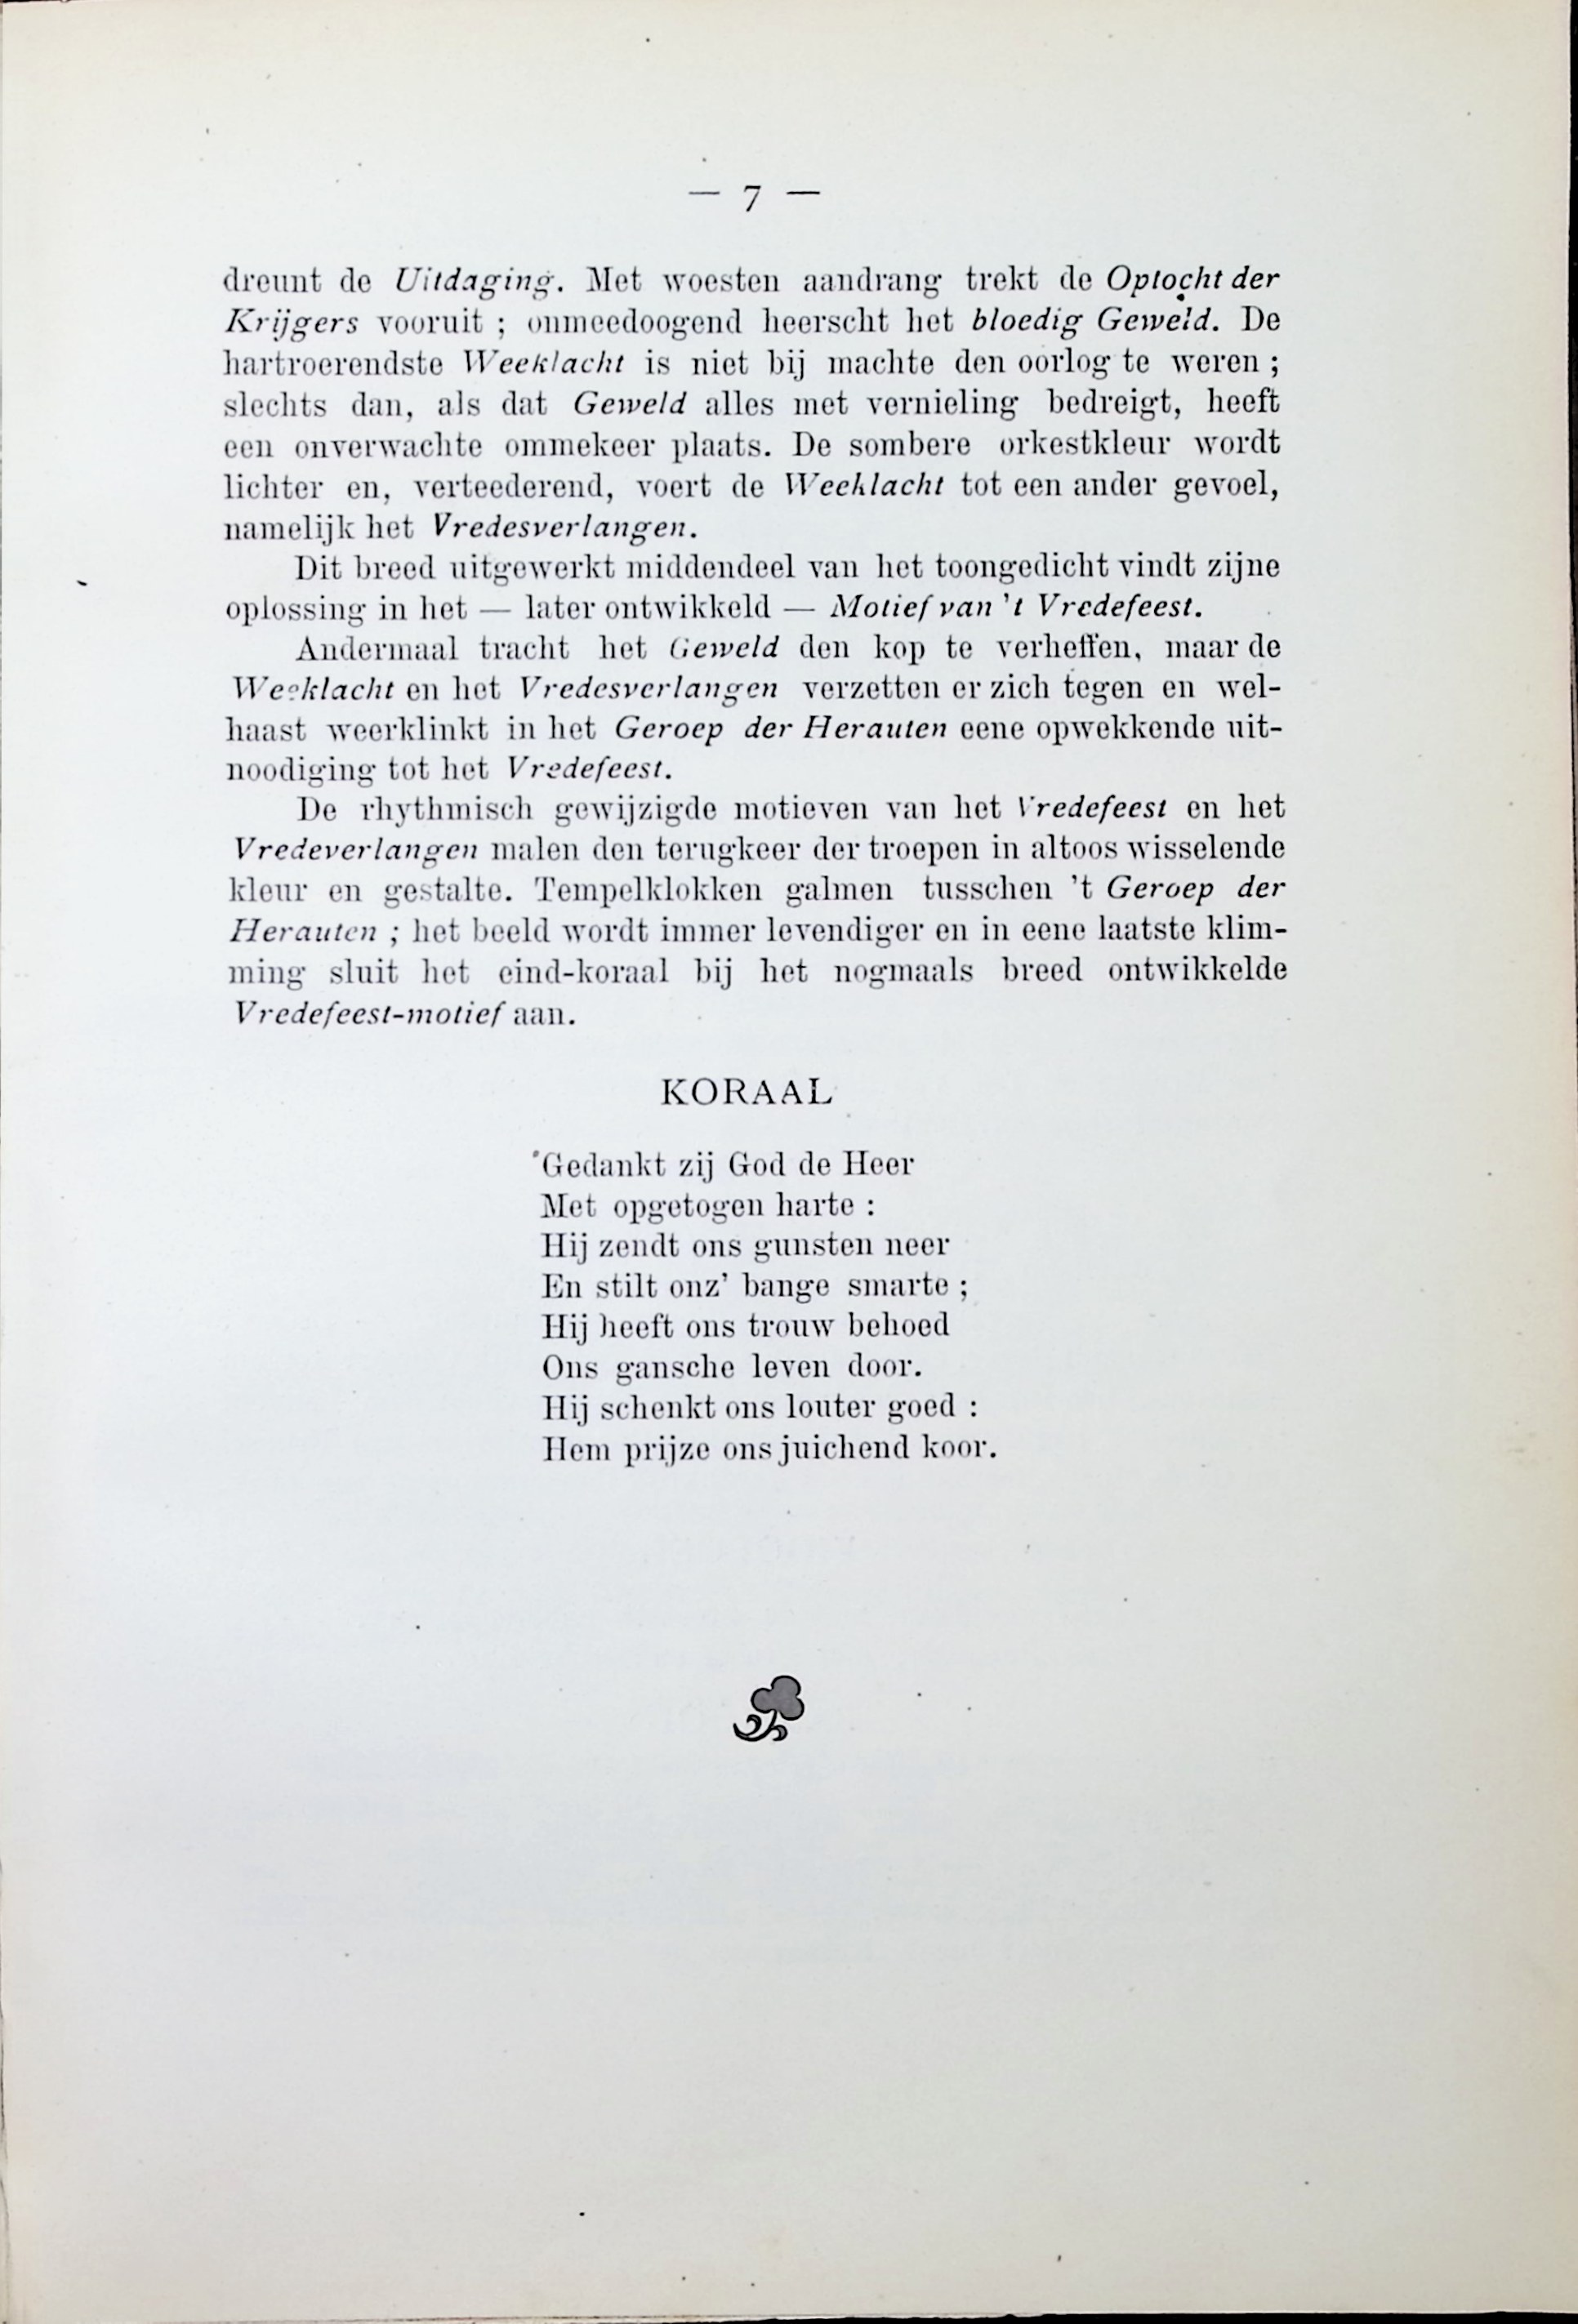 — 7 —
dreunt de Uitdaging. Met woesten aandrang trekt de Optocht der
Krijgers vooruit ; onmeedoogend heerscht het bloedig Geweld. De
hartroerendste Weeklacht is niet bij machte den oorlog te weren ;
slechts dan, als dat Geweld alles met vernieling bedreigt, heeft
een onverwachte ommekeer plaats. De sombere orkestkleur wordt
lichter en, verteederend, voert de Weeklacht tot een ander gevoel,
namelijk het Vredesverlangen.
Dit breed uitgewerkt middendeel van het toongedicht vindt zijne
oplossing in het — later ontwikkeld — Motief van 't Vredefeest.
Andermaal tracht het Geweld den kop te verheffen, maar de
Weeklacht en het Vredesverlangen verzetten er zich tegen en wel-
haast weerklinkt in het Geroep der Herauten eene opwekkende uit-
noodiging tot het Vredefeest.
De rhythmisch gewijzigde motieven van het Vredefeest en het
Vredeverlangen malen den terugkeer der troepen in altoos wisselende
kleur en gestalte. Tempelklokken galmen tusschen 't Geroep der
Herauten ; het beeld wordt immer levendiger en in eene laatste klim-
ming sluit het eind-koraal bij het nogmaals breed ontwikkelde
Vredefeest-motief aan.
KORAAL
Gedankt zij God de Heer
Met opgetogen harte :
Hij zendt ons gunsten neer
En stilt onz' bange smarte ;
Hij heeft ons trouw behoed
Ons gansche leven door.
Hij schenkt ons louter goed :
Hem prijze ons juichend koor.